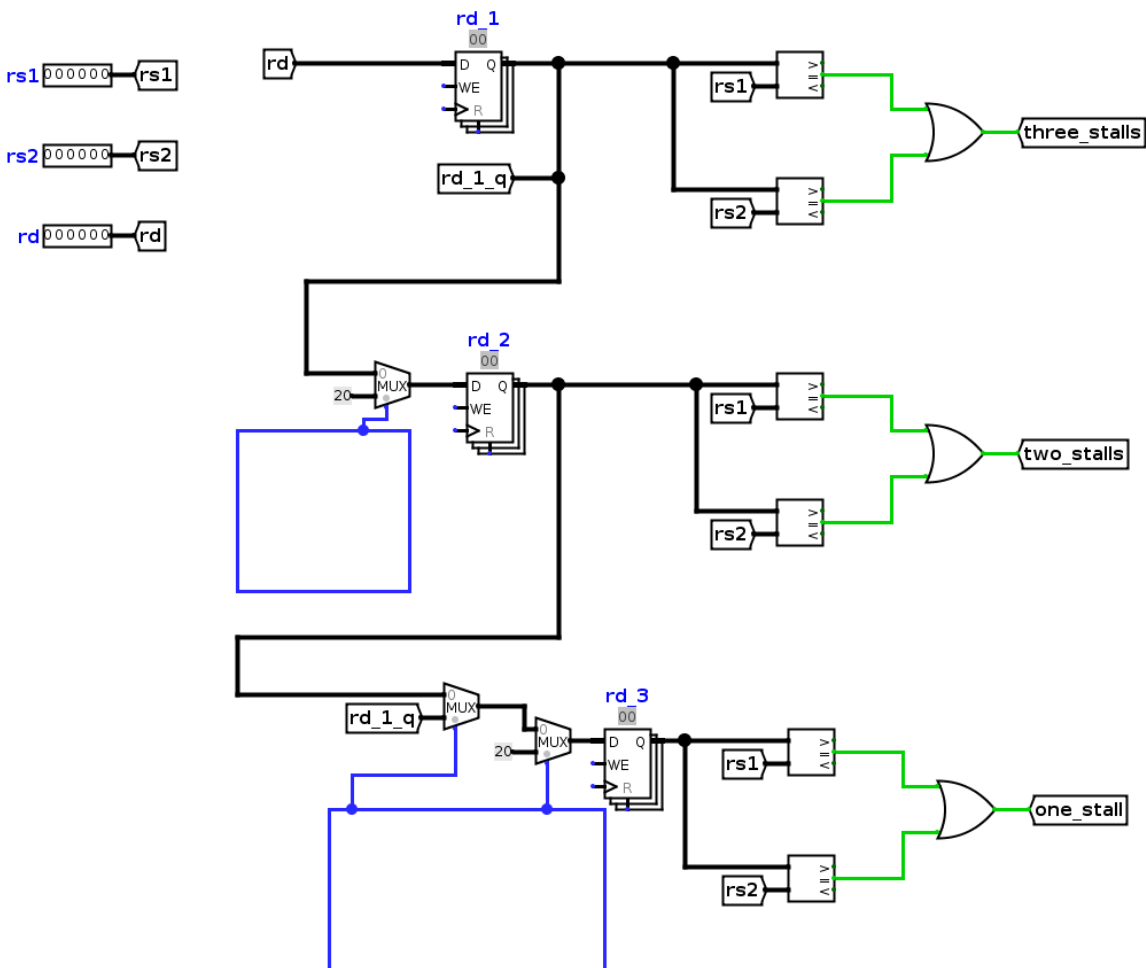 rd_1
00
rd
D Q
WE
R
rs1 000000 rs1
rs2 000000 rs2
rd 000000 rd
rd_1_q
rs1
>
=
<
three_stalls
rs2
>
=
<
rd_2
00
0
MUX
20
D Q
WE
R
rs1
>
=
<
two_stalls
rs2
>
=
<
rd_3
00
0
MUX
rd_1_q
0
MUX
20
D Q
WE
R
rs1
>
=
<
one_stall
rs2
>
=
<